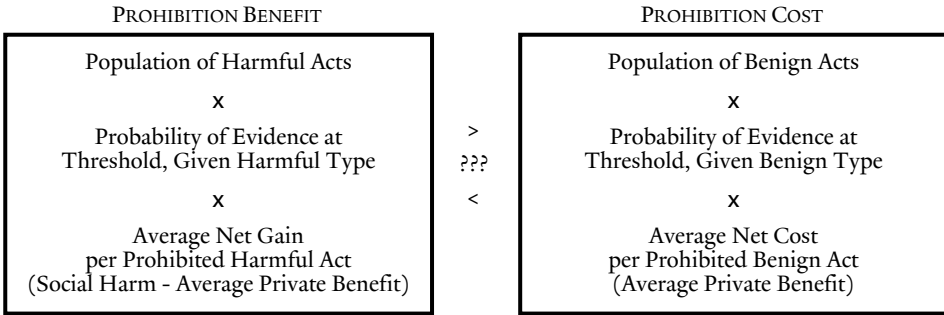 PROHIBITION BENEFIT
Population of Harmful Acts
x
Probability of Evidence at
Threshold, Given Harmful Type
x
Average Net Gain
per Prohibited Harmful Act
(Social Harm - Average Private Benefit)
>
???
<
PROHIBITION COST
Population of Benign Acts
x
Probability of Evidence at
Threshold, Given Benign Type
x
Average Net Cost
per Prohibited Benign Act
(Average Private Benefit)